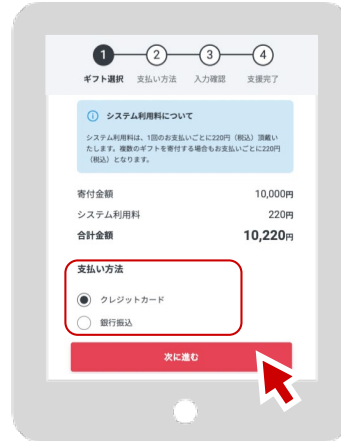 1 2 3 4
ギフト選択 支払い方法 入力確認 支援完了
システム利用料について
システム利用料は、1回のお支払いごとに220円（税込）頂戴い
たします。複数のギフトを寄付する場合もお支払いごとに220円
（税込）となります。
寄付金額 10,000円
システム利用料 220円
合計金額 10,220円
支払い方法
クレジットカード
銀行振込
次に進む